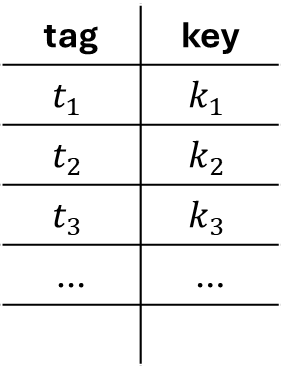 tag key
t₁ k₁
t₂ k₂
t₃ k₃
... ...